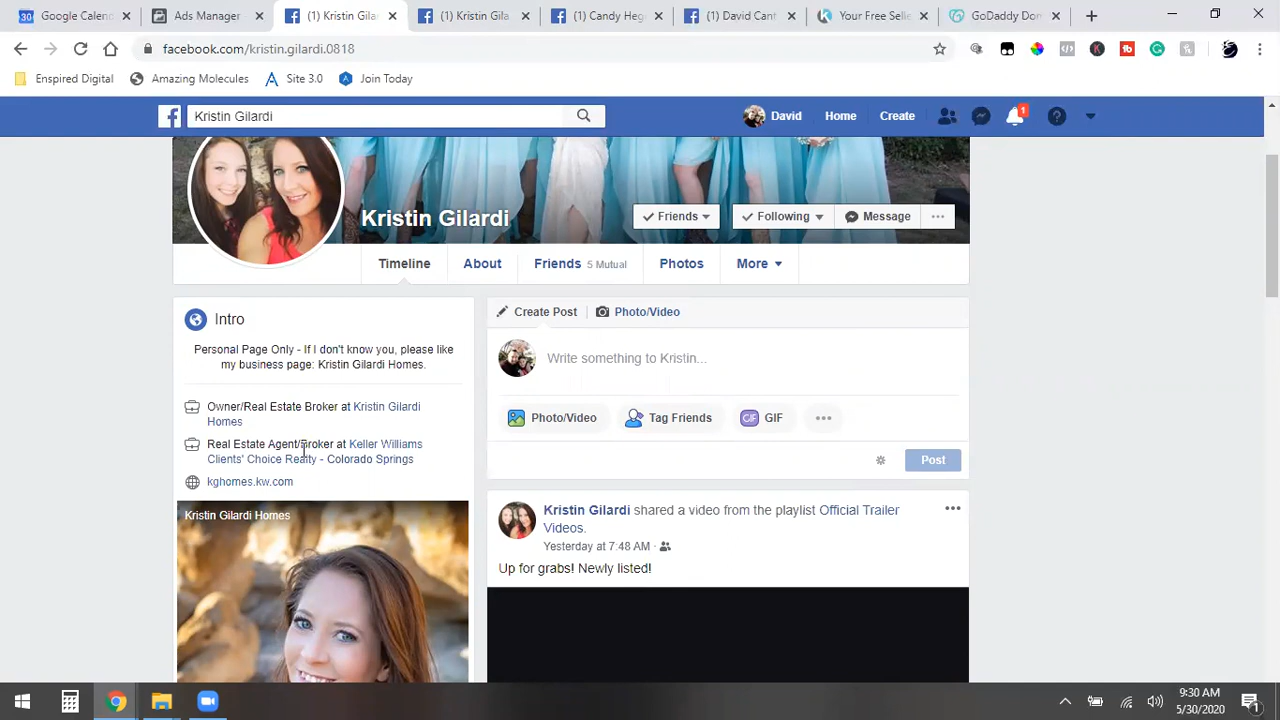 Google Calend
Ads Manager
(1) Kristin Gila
(1) Kristin Gila
(1) Candy Heg
(1) David Cant
Your Free Selle
GoDaddy Dom
facebook.com/kristin.gilardi.0818
Enspired Digital
Amazing Molecules
Site 3.0
Join Today
Kristin Gilardi
David
Home
Create
1
Kristin Gilardi
Friends
Following
Message
Timeline
About
Friends 5 Mutual
Photos
More
Intro
Personal Page Only - If I don't know you, please like
my business page: Kristin Gilardi Homes.
Owner/Real Estate Broker at Kristin Gilardi
Homes
Real Estate Agent/Broker at Keller Williams
Clients' Choice Realty - Colorado Springs
kghomes.kw.com
Kristin Gilardi Homes
Create Post
Photo/Video
Write something to Kristin...
Photo/Video
Tag Friends
GIF
Post
Kristin Gilardi shared a video from the playlist Official Trailer
Videos.
Yesterday at 7:48 AM ·
Up for grabs! Newly listed!
9:30 AM
5/30/2020